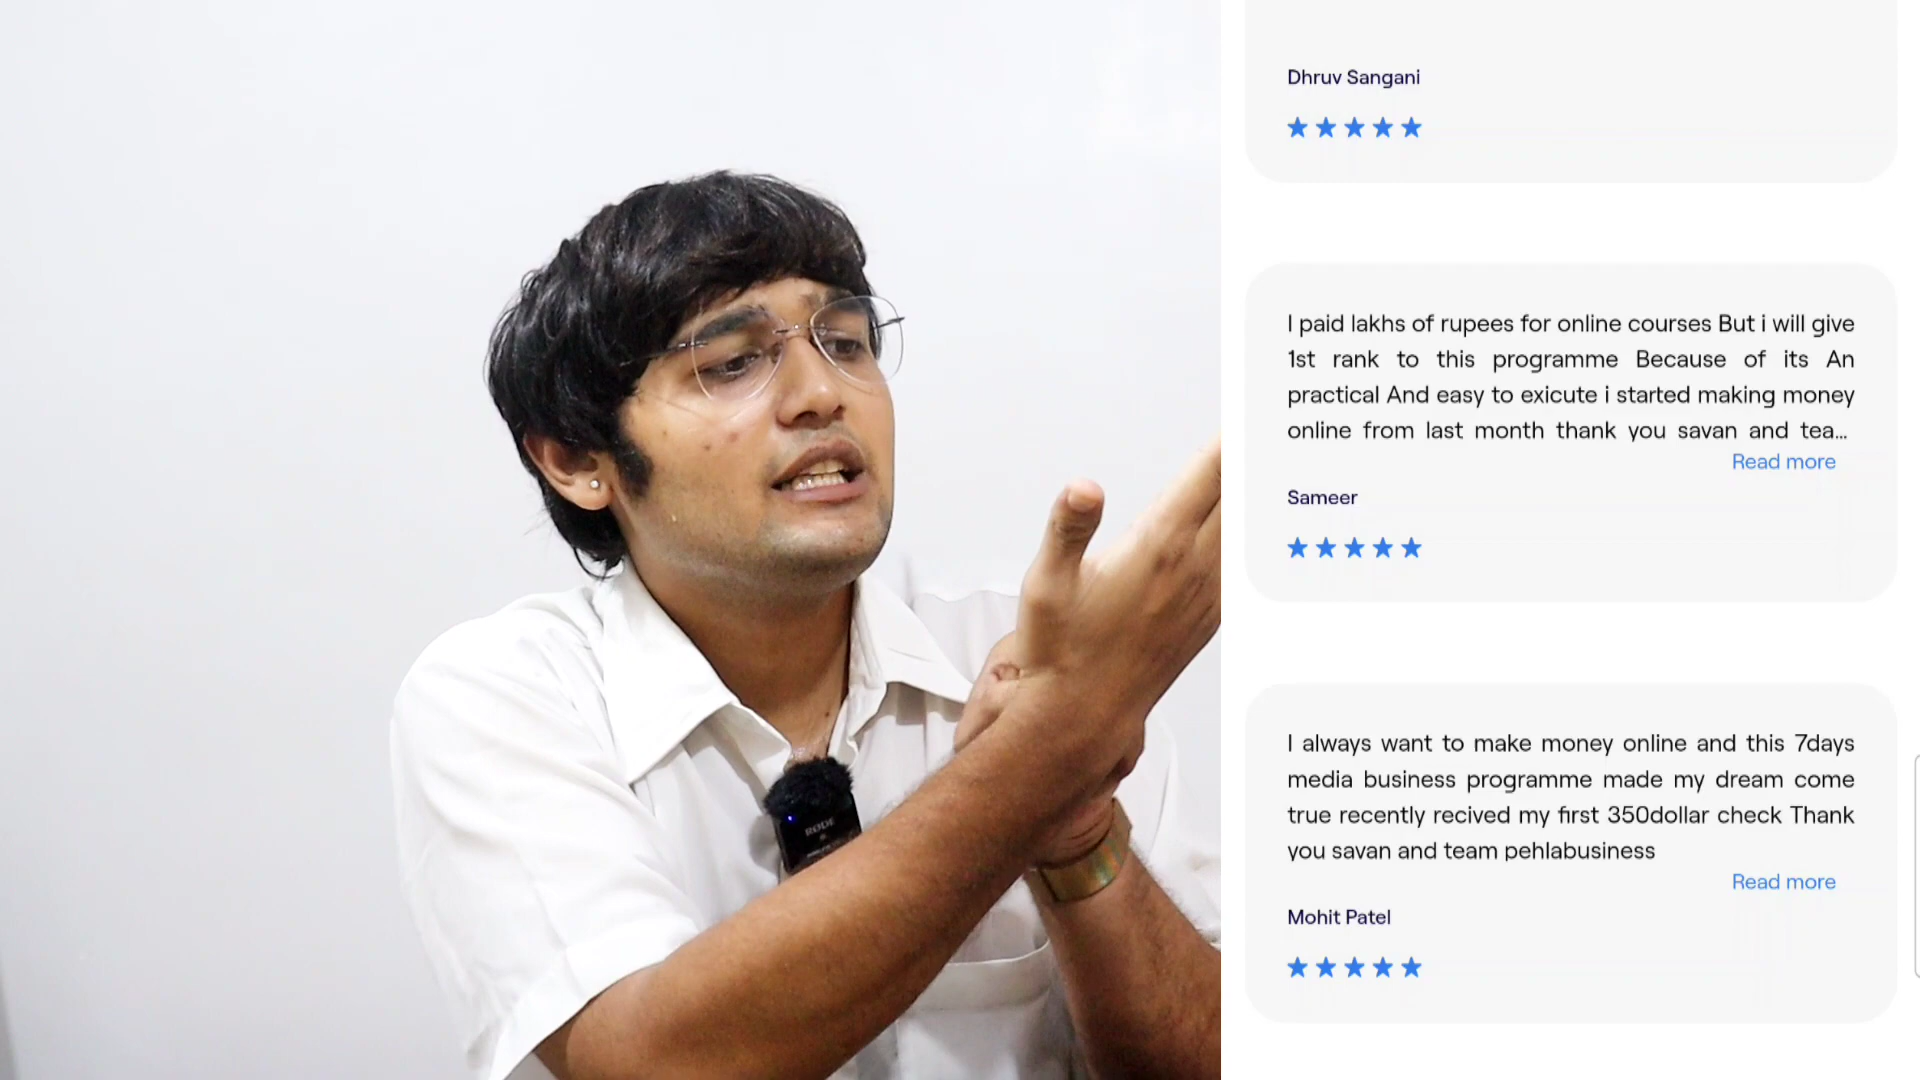 Dhruv Sangani
I paid lakhs of rupees for online courses But i will give
1st rank to this programme Because of its An
practical And easy to exicute i started making money
online from last month thank you savan and tea...
Read more
Sameer
I always want to make money online and this 7days
media business programme made my dream come
true recently recived my first 350dollar check Thank
you savan and team pehlabusiness
Read more
Mohit Patel
RØDE